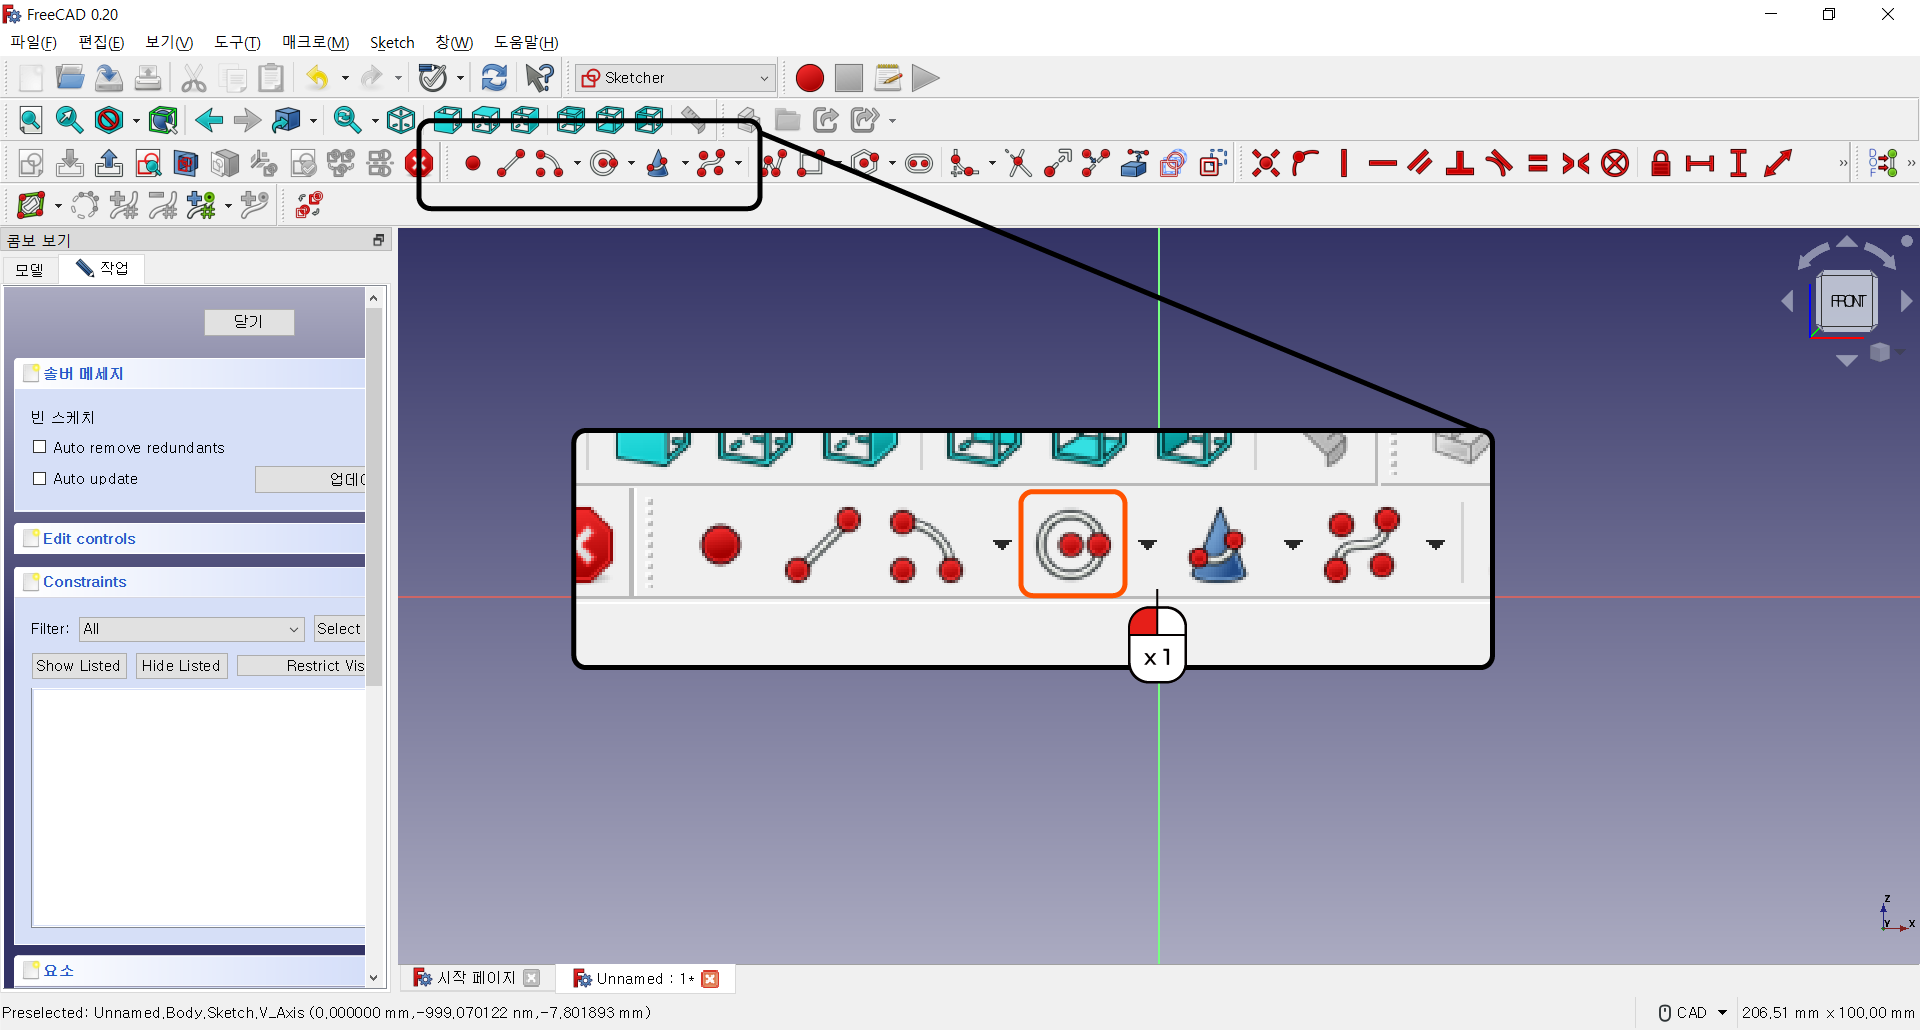 FreeCAD 0.20
파일(F) 편집(E) 보기(V) 도구(T) 매크로(M) Sketch 창(W) 도움말(H)
Sketcher
콤보 보기
모델 작업
닫기
솔버 메세지
빈 스케치
Auto remove redundants
Auto update 업데이
Edit controls
Constraints
Filter: All Select
Show Listed Hide Listed Restrict Vis
요소
FRONT
x1
Z
Y X
시작 페이지 Unnamed : 1*
Preselected: Unnamed.Body.Sketch.V_Axis (0.000000 mm,-999.070122 nm,-7.801893 mm)
CAD 206.51 mm x 100.00 mm